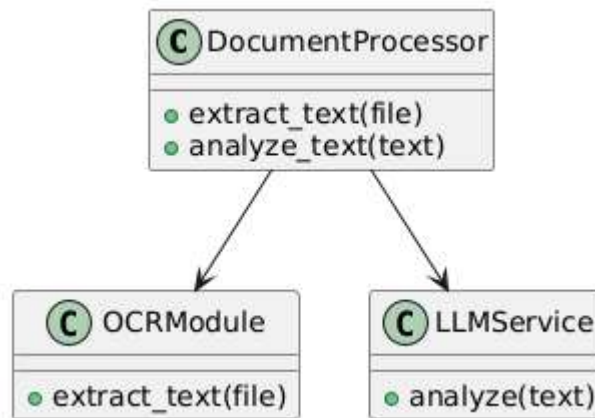 C DocumentProcessor
extract_text(file)
analyze_text(text)
C OCRModule
extract_text(file)
C LLMService
analyze(text)